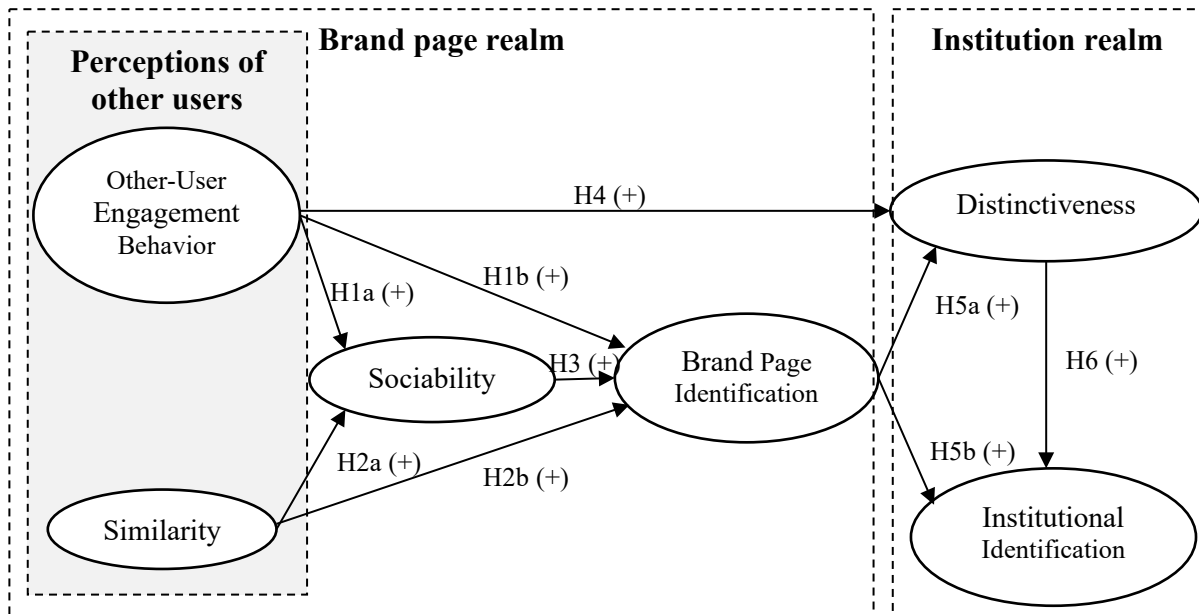 Brand page realm
Institution realm
Perceptions of
other users
Other-User
Engagement
Behavior
H4 (+)
Distinctiveness
H1b (+)
H1a (+)
H5a (+)
Sociability
H3 (+)
Brand Page
Identification
H6 (+)
H2a (+)
H2b (+)
H5b (+)
Similarity
Institutional
Identification